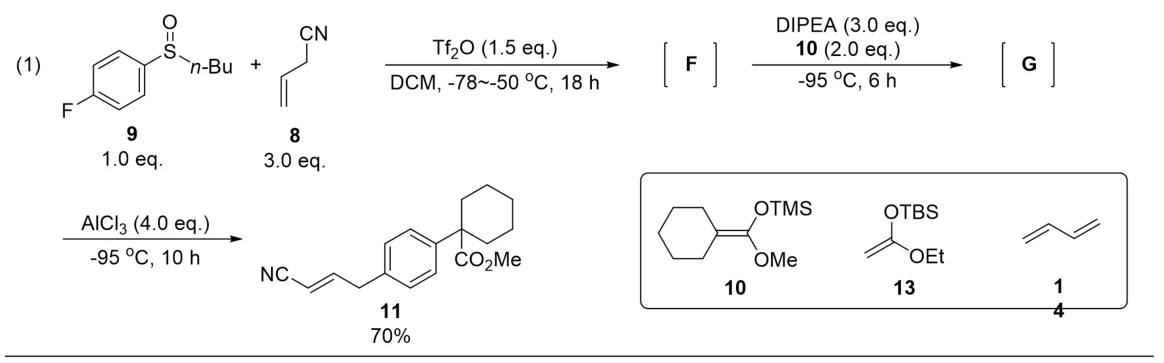 (1)
O
S
n-Bu
F
9
1.0 eq.
+
CN
8
3.0 eq.
Tf₂O (1.5 eq.)
DCM, -78~-50 °C, 18 h
[ F ]
DIPEA (3.0 eq.)
10 (2.0 eq.)
-95 °C, 6 h
[ G ]
AlCl₃ (4.0 eq.)
-95 °C, 10 h
NC
CO₂Me
11
70%
OTMS
OMe
10
OTBS
OEt
13
1
4